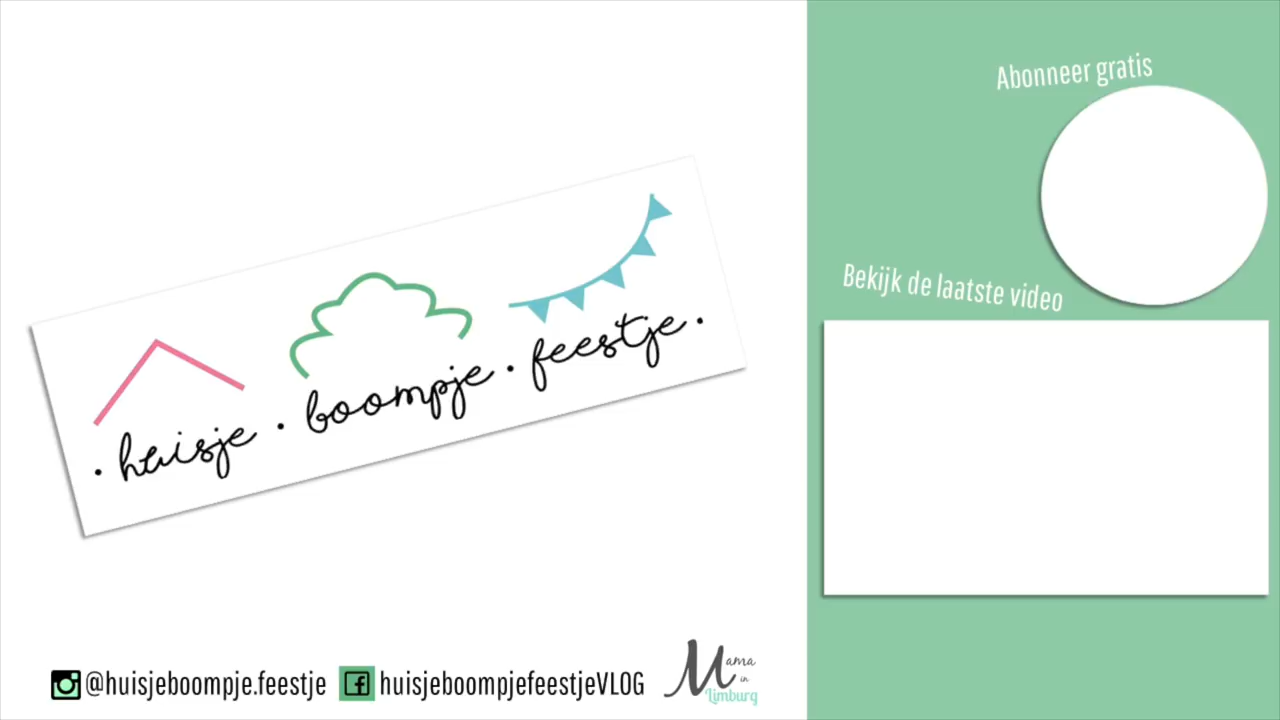 Abonneer gratis
Bekijk de laatste video
• huisje • boompje • feestje •
@huisjeboompje.feestje
huisjeboompjefeestjeVLOG
Mama
in
Limburg